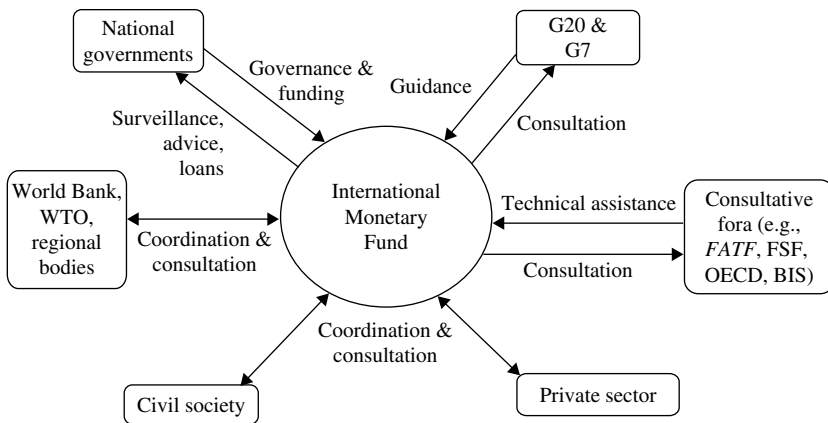 National
governments
G20 &
G7
Governance &
funding
Guidance
Surveillance,
advice,
loans
Consultation
World Bank,
WTO,
regional
bodies
Coordination &
consultation
International
Monetary
Fund
Technical assistance
Consultation
Consultative
fora (e.g.,
FATF, FSF,
OECD, BIS)
Coordination &
consultation
Civil society
Private sector